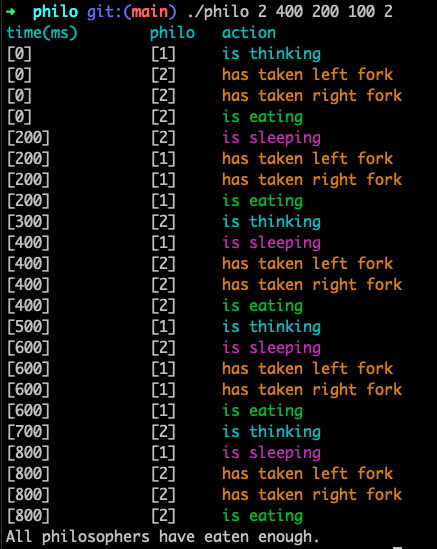 ➜  philo git:(main) ./philo 2 400 200 100 2
time(ms)        philo   action
[0]             [1]     is thinking
[0]             [2]     has taken left fork
[0]             [2]     has taken right fork
[0]             [2]     is eating
[200]           [2]     is sleeping
[200]           [1]     has taken left fork
[200]           [1]     has taken right fork
[200]           [1]     is eating
[300]           [2]     is thinking
[400]           [1]     is sleeping
[400]           [2]     has taken left fork
[400]           [2]     has taken right fork
[400]           [2]     is eating
[500]           [1]     is thinking
[600]           [2]     is sleeping
[600]           [1]     has taken left fork
[600]           [1]     has taken right fork
[600]           [1]     is eating
[700]           [2]     is thinking
[800]           [1]     is sleeping
[800]           [2]     has taken left fork
[800]           [2]     has taken right fork
[800]           [2]     is eating
All philosophers have eaten enough.